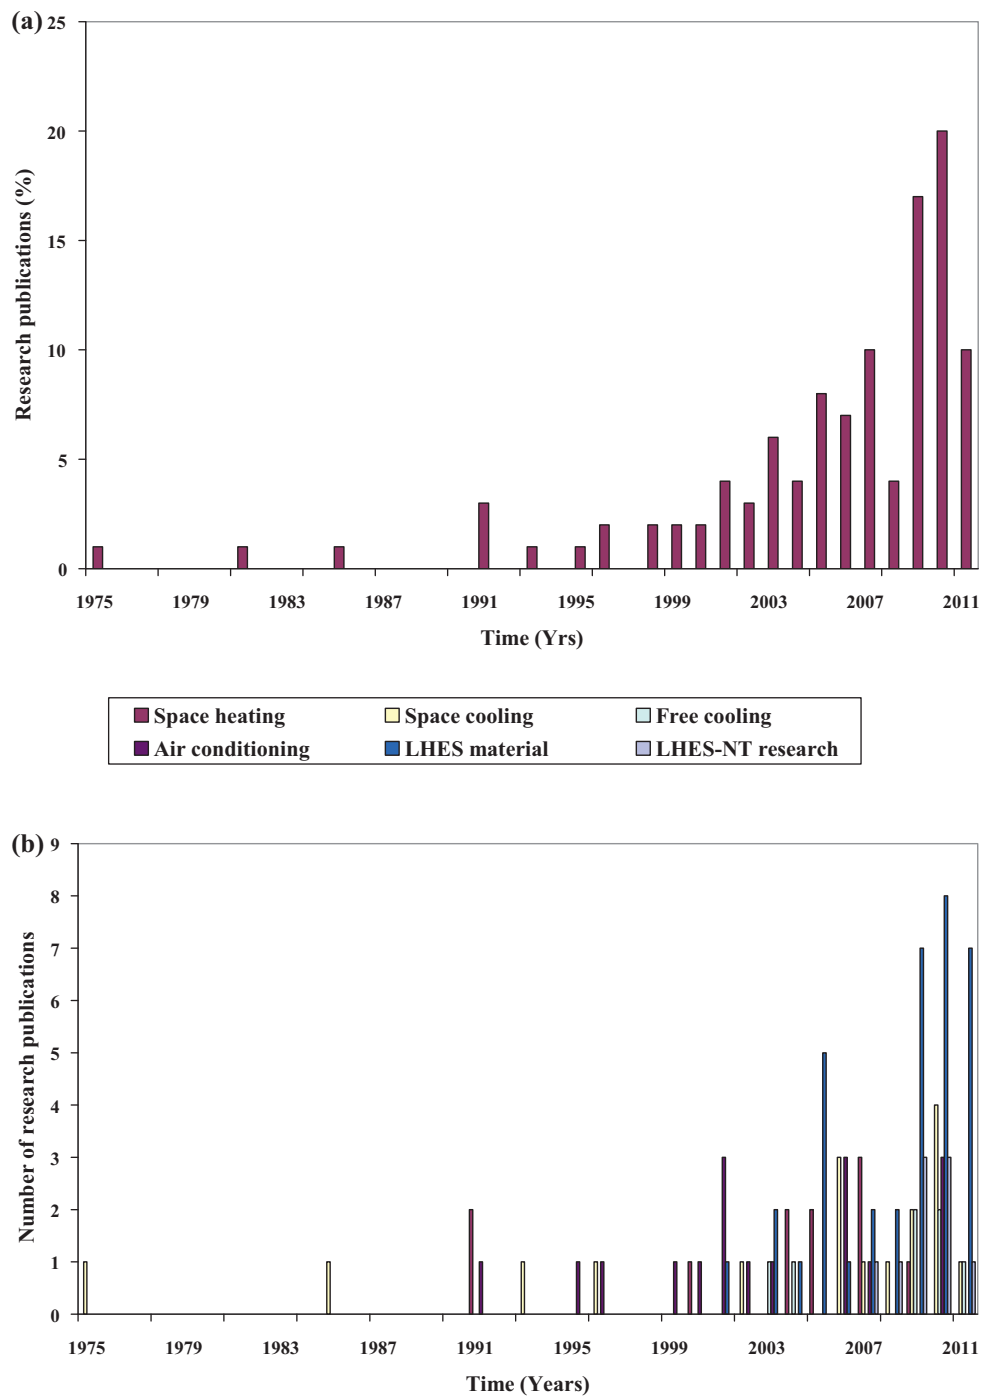 (a)
25
20
15
10
5
0
Research publications (%)
1975 1979 1983 1987 1991 1995 1999 2003 2007 2011
Time (Yrs)
Space heating Space cooling Free cooling
Air conditioning LHES material LHES-NT research
(b)
9
8
7
6
5
4
3
2
1
0
Number of research publications
1975 1979 1983 1987 1991 1995 1999 2003 2007 2011
Time (Years)